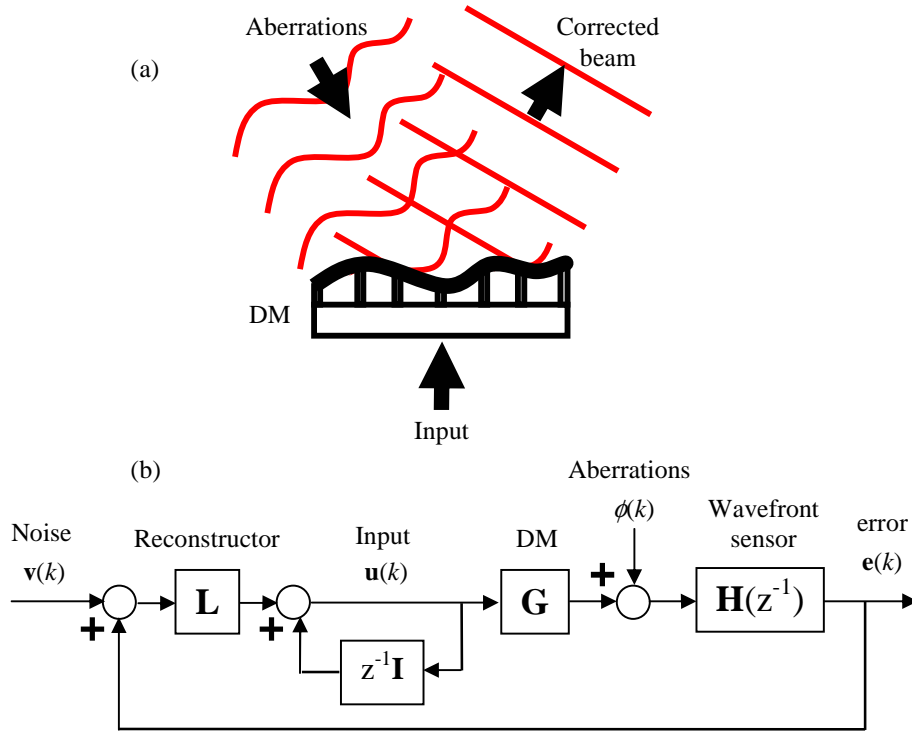 (a)
Aberrations
Corrected
beam
DM
Input
(b)
Aberrations
ϕ(k)
Noise
v(k)
Reconstructor
Input
u(k)
DM
Wavefront
sensor
error
e(k)
+
L
+
G
+
H(z⁻¹)
z⁻¹I